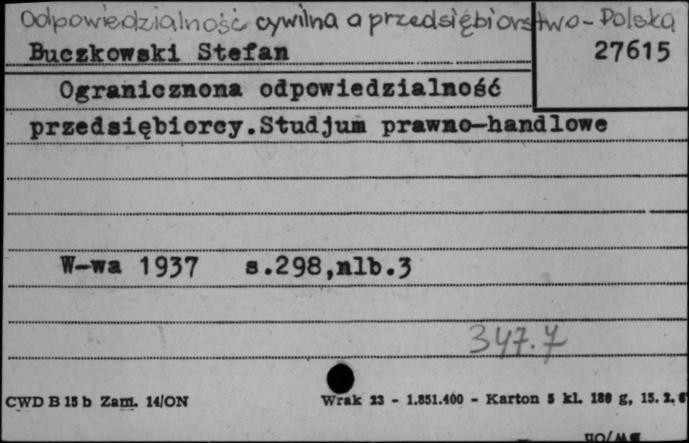 Odpowiedzialność cywilna a przedsiębiorstwo - Polska
Buczkowski Stefan
27615
Ogranicznona odpowiedzialność
przedsiębiorcy.Studjum prawno-handlowe
W-wa 1937 s.298,nlb.3
347.7
CWD B 15 b Zam. 14/ON
Wrak 23 - 1.851.400 - Karton 5 kl. 180 g, 15. 2. 6